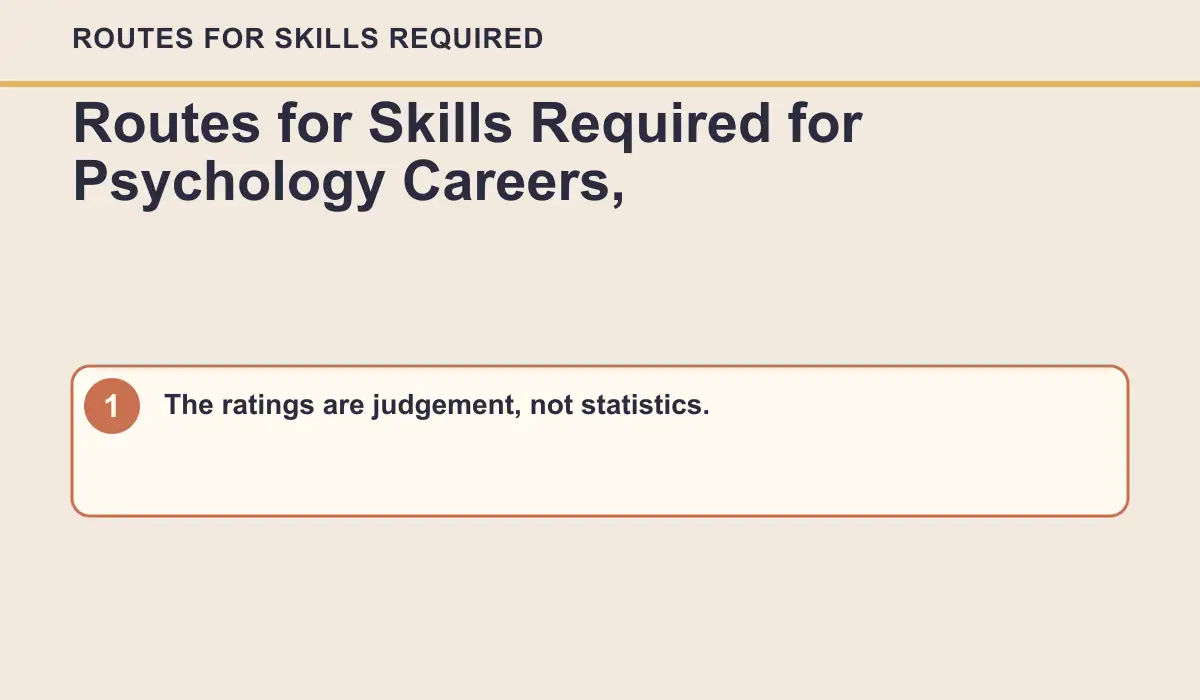 ROUTES FOR SKILLS REQUIRED
Routes for Skills Required for
Psychology Careers,
1 The ratings are judgement, not statistics.